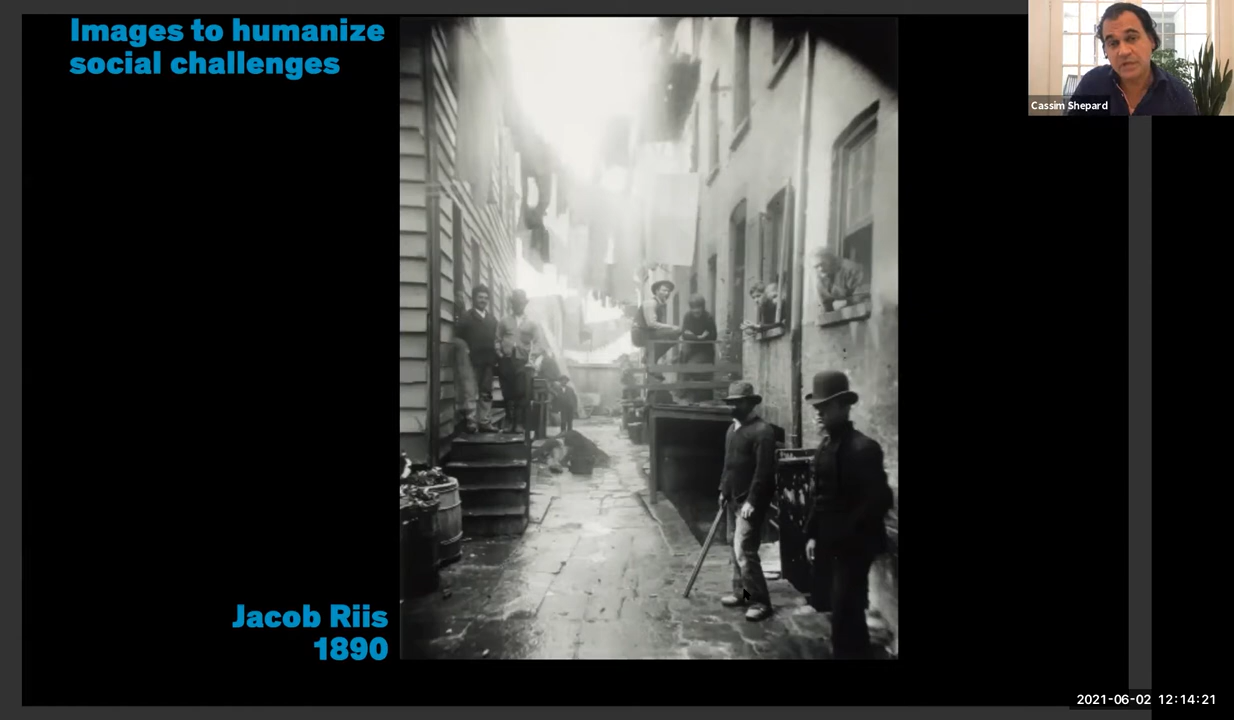 Images to humanize
social challenges
Cassim Shepard
Jacob Riis
1890
2021-06-02 12:14:21